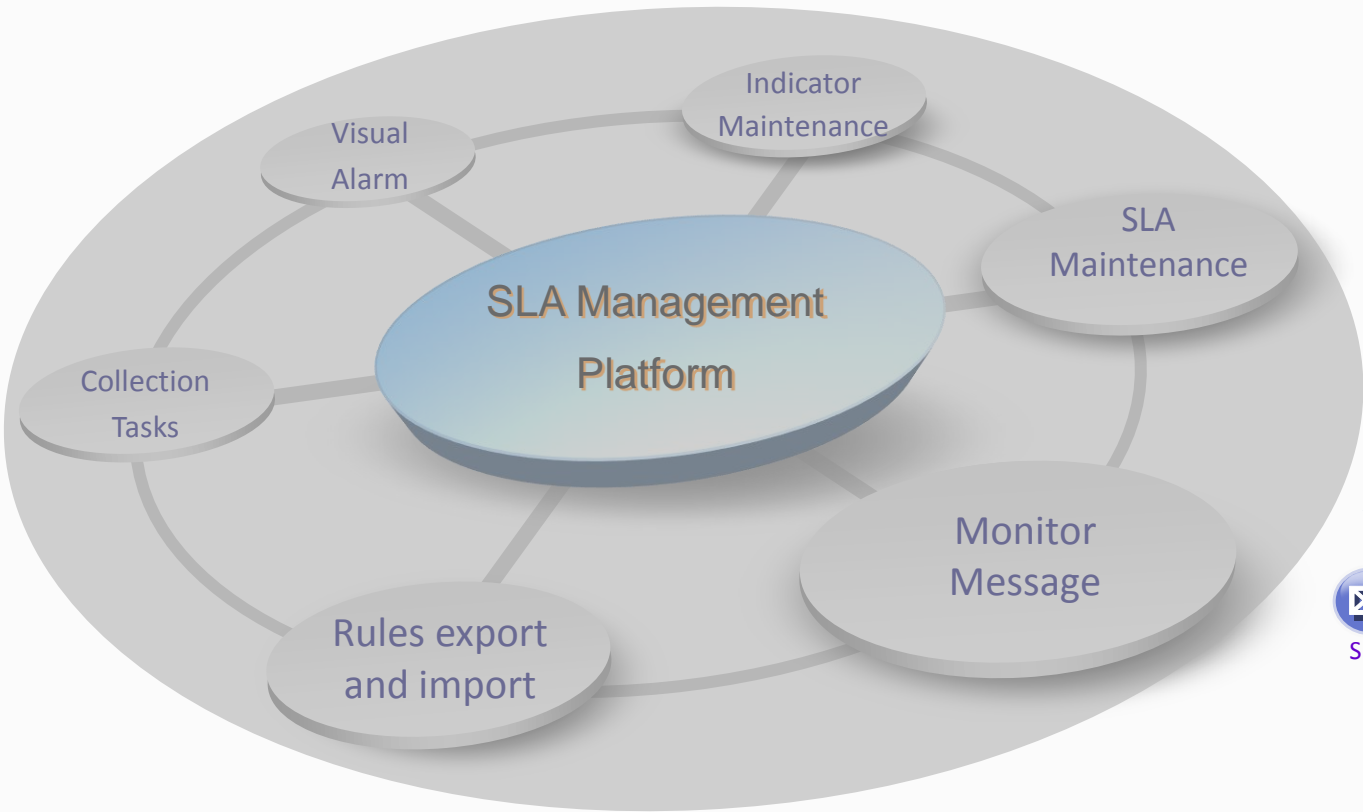 Indicator
Maintenance
Visual
Alarm
SLA
Maintenance
SLA Management
Platform
Collection
Tasks
Monitor
Message
Rules export
and import